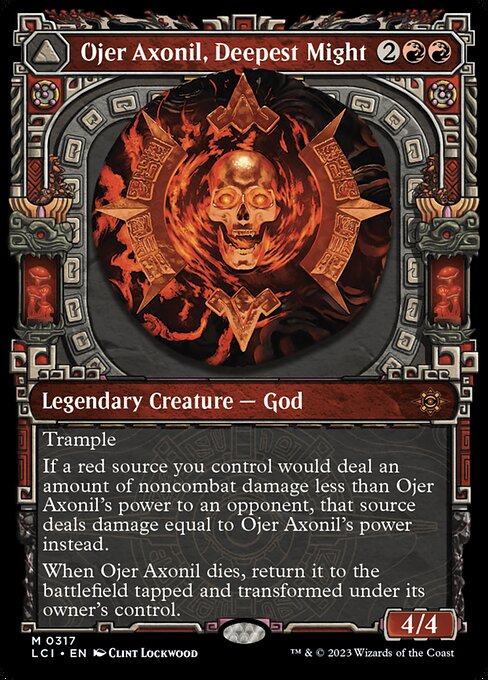 Ojer Axonil, Deepest Might 2
Legendary Creature — God
Trample
If a red source you control would deal an
amount of noncombat damage less than Ojer
Axonil's power to an opponent, that source
deals damage equal to Ojer Axonil's power
instead.
When Ojer Axonil dies, return it to the
battlefield tapped and transformed under its
owner's control.
4/4
M 0317
LCI • EN Clint Lockwood
™ & © 2023 Wizards of the Coast